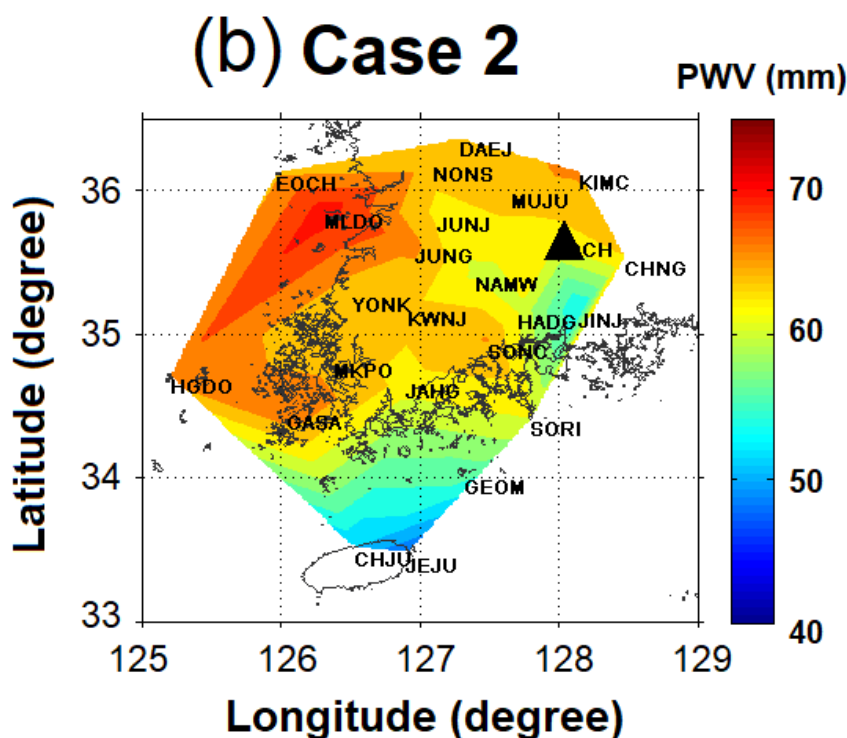 (b) Case 2
PWV (mm)
DAEJ
NONS
EOCH
KIMC
36
70
MUJU
MLDO
JUNJ
CH
JUNG
CHNG
NAMW
YONK
KWNJ
HADG
JINJ
35
60
SONC
MKPO
HGDO
JAHG
GASA
SORI
34
GEOM
50
CHJU
JEJU
33
40
125
126
127
128
129
Latitude (degree)
Longitude (degree)